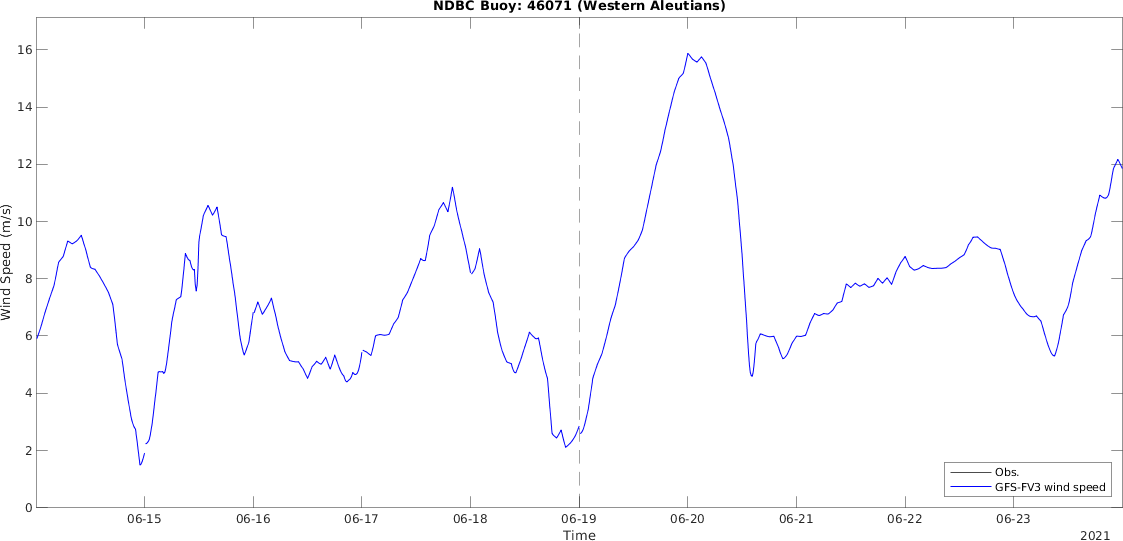 NDBC Buoy: 46071 (Western Aleutians)
16
14
12
10
8
6
4
2
0
Wind Speed (m/s)
Obs.
GFS-FV3 wind speed
06-15 06-16 06-17 06-18 06-19 06-20 06-21 06-22 06-23
Time
2021